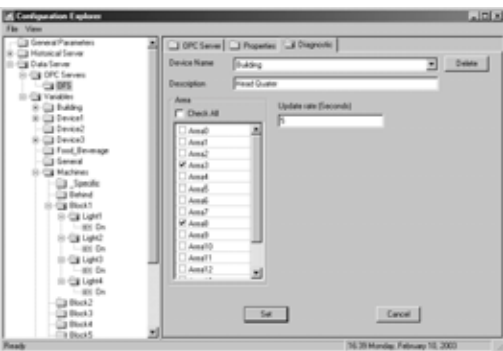 Configuration Explorer
File View
General Parameters
Historical Server
Data Server
OPC Servers
OFS
Variables
Building
Device1
Device2
Device3
Food_Beverage
General
Machines
_Specific
Behind
Block1
Light1
On
Light2
On
Light3
On
Light4
On
Block2
Block3
Block4
Block5
OPC Server Properties Diagnostic
Device Name Building Delete
Description Head Quater
Area
Check All
Area0
Area1
Area2
Area3
Area4
Area5
Area6
Area7
Area8
Area9
Area10
Area11
Area12
Update rate (Seconds)
5
Set Cancel
Ready 16:39 Monday, February 10, 2003